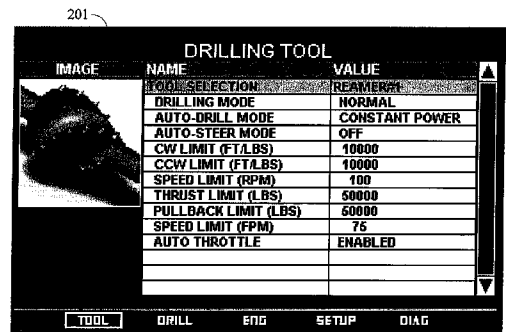 201
DRILLING TOOL
IMAGE NAME VALUE
TOOL SELECTION REAMER#1
DRILLING MODE NORMAL
AUTO-DRILL MODE CONSTANT POWER
AUTO-STEER MODE OFF
CW LIMIT (FT/LBS) 10000
CCW LIMIT (FT/LBS) 10000
SPEED LIMIT (RPM) 100
THRUST LIMIT (LBS) 50000
PULLBACK LIMIT (LBS) 50000
SPEED LIMIT (FPM) 75
AUTO THROTTLE ENABLED
TOOL DRILL ENG SETUP DIAG